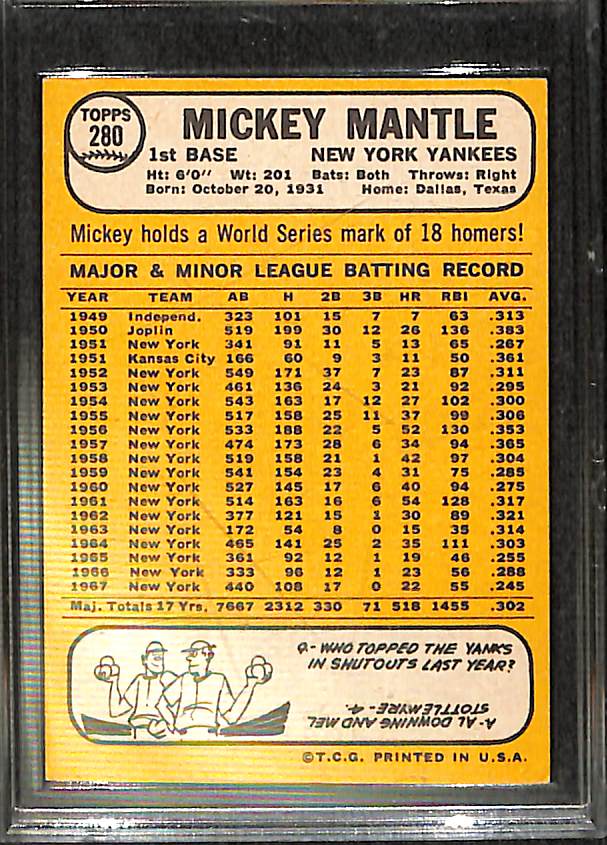 TOPPS
280
MICKEY MANTLE
1st BASE NEW YORK YANKEES
Ht: 6'0" Wt: 201 Bats: Both Throws: Right
Born: October 20, 1931 Home: Dallas, Texas
Mickey holds a World Series mark of 18 homers!
MAJOR & MINOR LEAGUE BATTING RECORD
YEAR TEAM AB H 2B 3B HR RBI AVG.
1949 Independ. 323 101 15 7 7 63 .313
1950 Joplin 519 199 30 12 26 136 .383
1951 New York 341 91 11 5 13 65 .267
1951 Kansas City 166 60 9 3 11 50 .361
1952 New York 549 171 37 7 23 87 .311
1953 New York 461 136 24 3 21 92 .295
1954 New York 543 163 17 12 27 102 .300
1955 New York 517 158 25 11 37 99 .306
1956 New York 533 188 22 5 52 130 .353
1957 New York 474 173 28 6 34 94 .365
1958 New York 519 158 21 1 42 97 .304
1959 New York 541 154 23 4 31 75 .285
1960 New York 527 145 17 6 40 94 .275
1961 New York 514 163 16 6 54 128 .317
1962 New York 377 121 15 1 30 89 .321
1963 New York 172 54 8 0 15 35 .314
1964 New York 465 141 25 2 35 111 .303
1965 New York 361 92 12 1 19 46 .255
1966 New York 333 96 12 1 23 56 .288
1967 New York 440 108 17 0 22 55 .245
Maj. Totals 17 Yrs. 7667 2312 330 71 518 1455 .302
Q.- WHO TOPPED THE YANKS
IN SHUTOUTS LAST YEAR?
A- AL DOWNING AND MEL
STOTTLEMYRE - 4.
©T.C.G. PRINTED IN U.S.A.